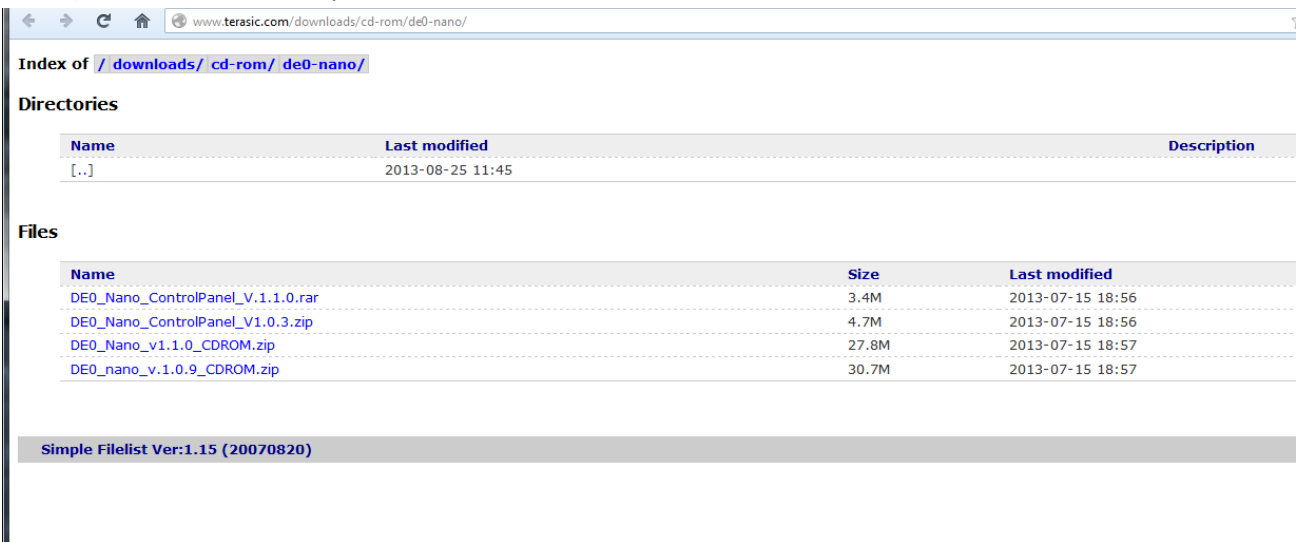 www.terasic.com/downloads/cd-rom/de0-nano/
Index of / downloads/ cd-rom/ de0-nano/
Directories
Name Last modified Description
[..] 2013-08-25 11:45
Files
Name Size Last modified
DE0_Nano_ControlPanel_V.1.1.0.rar 3.4M 2013-07-15 18:56
DE0_Nano_ControlPanel_V1.0.3.zip 4.7M 2013-07-15 18:56
DE0_Nano_v1.1.0_CDROM.zip 27.8M 2013-07-15 18:57
DE0_nano_v.1.0.9_CDROM.zip 30.7M 2013-07-15 18:57
Simple Filelist Ver:1.15 (20070820)